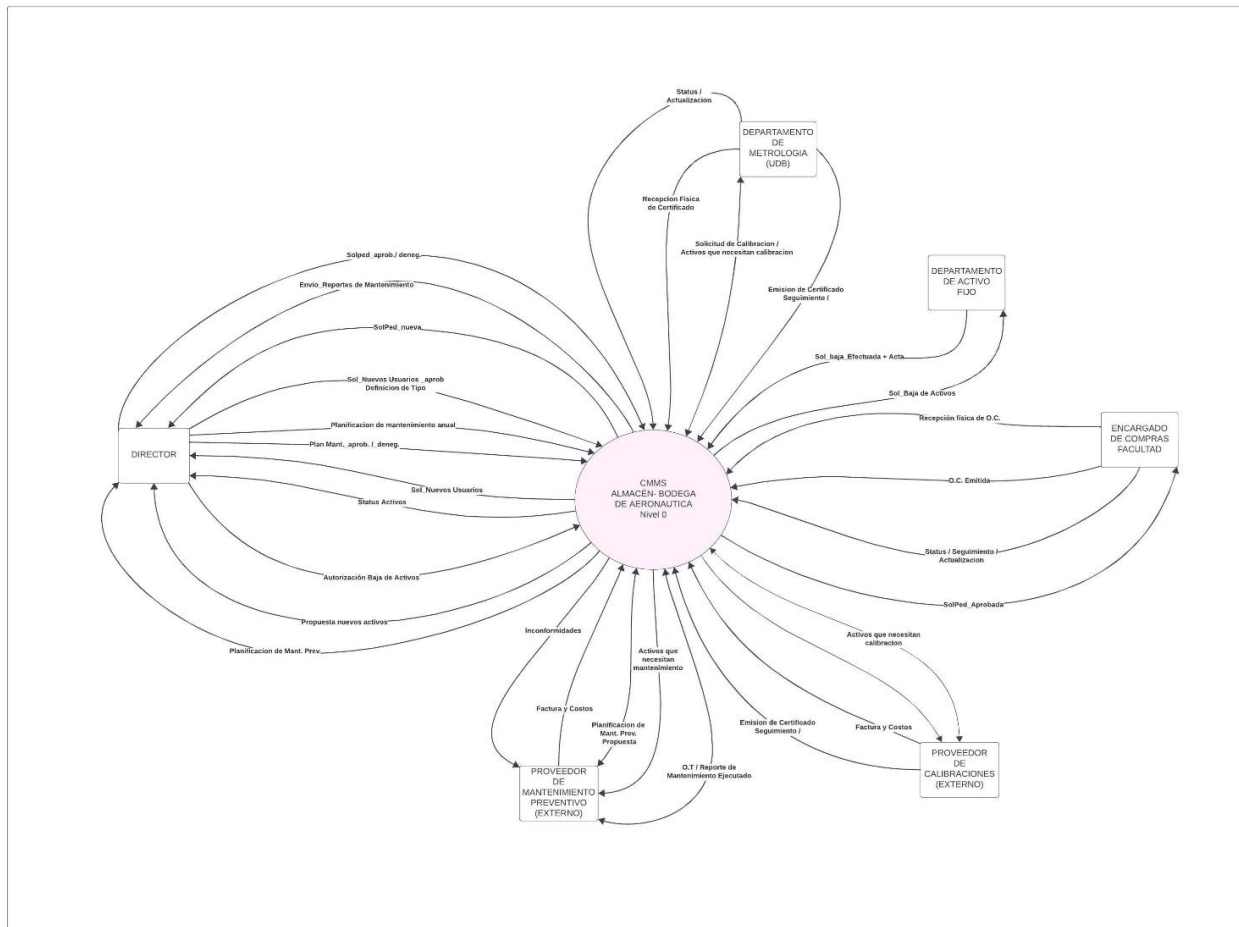 Status /
Actualizacion
DEPARTAMENTO
DE
METROLOGIA
(UDB)
Recepcion Fisica
de Certificado
Solicitud de Calibracion /
Activos que necesitan calibracion
Emision de Certificado
Seguimiento /
DEPARTAMENTO
DE ACTIVO
FIJO
Solped_aprob./ deneg.
Envio_Reportes de Mantenimiento
SolPed_nueva
Sol_baja_Efectuada + Acta
Sol_Nuevos Usuarios _aprob
Definicion de Tipo
Sol_Baja de Activos
Recepción física de O.C.
Planificacion de mantenimiento anual
Plan Mant._aprob. /_deneg.
ENCARGADO
DE COMPRAS
FACULTAD
DIRECTOR
CMMS
ALMACÉN- BODEGA
DE AERONAUTICA
Nivel 0
O.C. Emitida
Sol_Nuevos Usuarios
Status Activos
Status / Seguimiento /
Actualizacion
Autorización Baja de Activos
SolPed_Aprobada
Propuesta nuevos activos
Inconformidades
Activos que necesitan
calibracion
Planificacion de Mant. Prev.
Activos que
necesitan
mantenimiento
Factura y Costos
Planificacion de
Mant. Prev.
Propuesta
Emision de Certificado
Seguimiento /
Factura y Costos
O.T / Reporte de
Mantenimiento Ejecutado
PROVEEDOR
DE
MANTENIMIENTO
PREVENTIVO
(EXTERNO)
PROVEEDOR
DE
CALIBRACIONES
(EXTERNO)